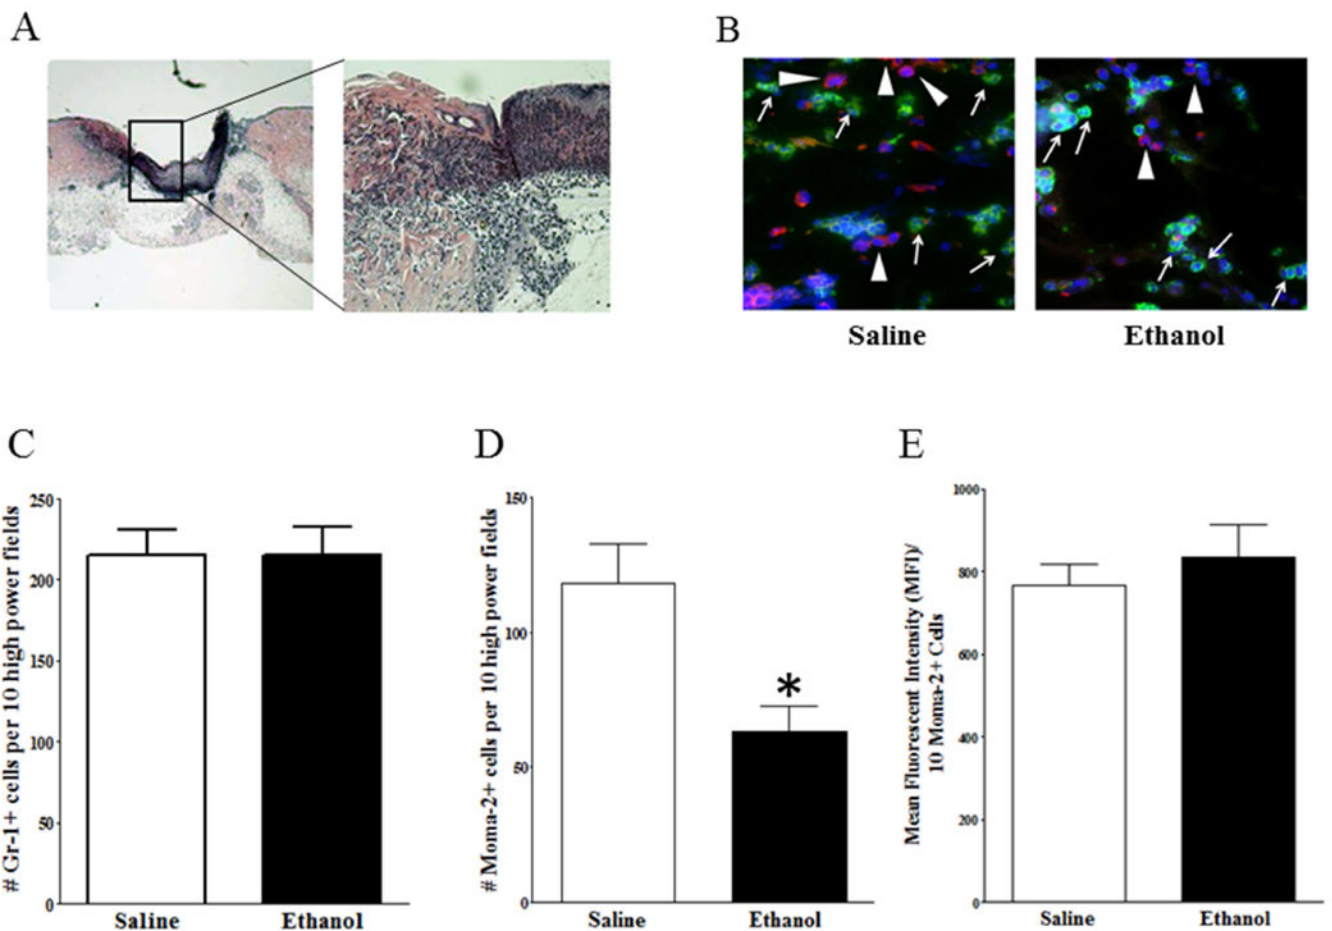 A
B
Saline
Ethanol
C
# Gr-1+ cells per 10 high power fields
250
200
150
100
50
0
Saline
Ethanol
D
# Moma-2+ cells per 10 high power fields
150
100
50
0
*
Saline
Ethanol
E
Mean Fluorescent Intensity (MFI)/
10 Moma-2+ Cells
1000
800
600
400
200
0
Saline
Ethanol